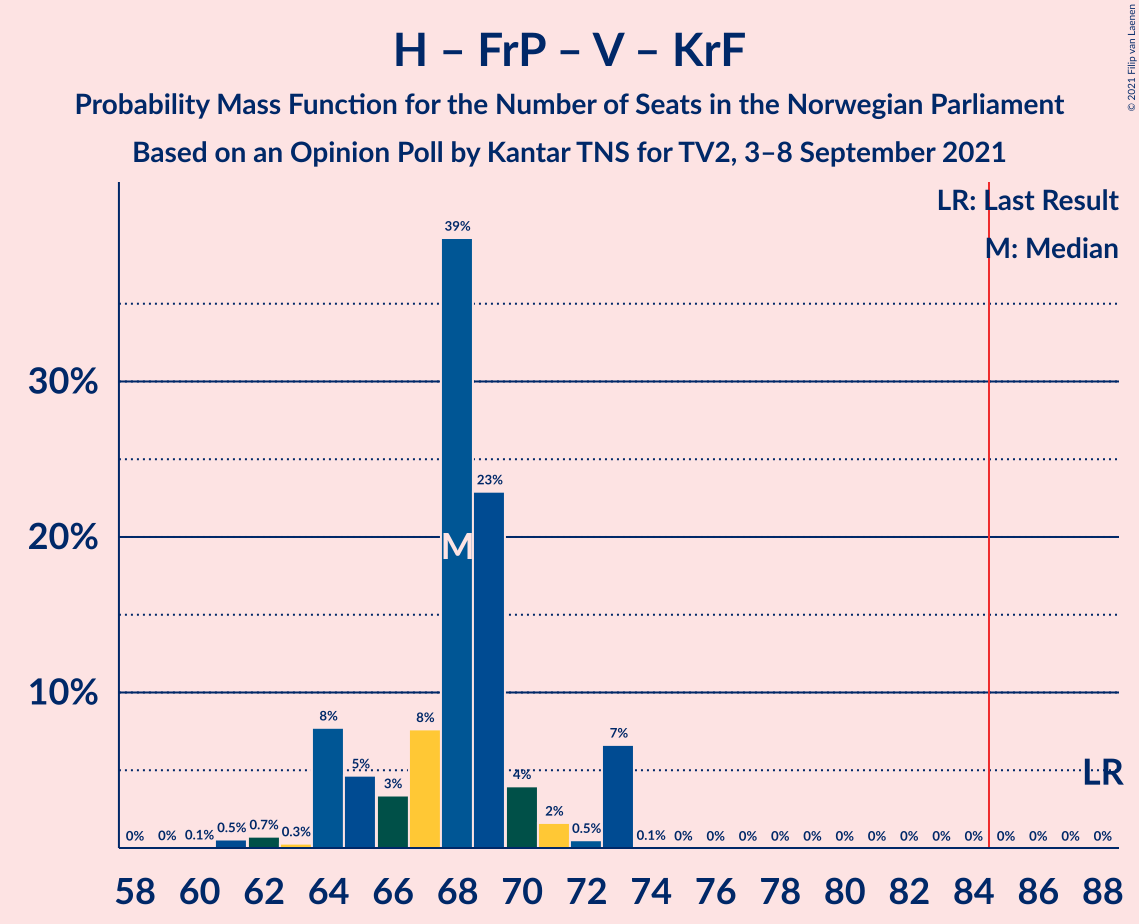 H – FrP – V – KrF
Probability Mass Function for the Number of Seats in the Norwegian Parliament
Based on an Opinion Poll by Kantar TNS for TV2, 3–8 September 2021
© 2021 Filip van Laenen
LR: Last Result
M: Median
39%
30%
23%
20%
M
10%
8%
8%
7%
5%
LR
3%
4%
2%
0% 0% 0.1% 0.5% 0.7% 0.3% 0.5% 0.1% 0% 0% 0% 0% 0% 0% 0% 0% 0% 0% 0% 0% 0% 0%
58 60 62 64 66 68 70 72 74 76 78 80 82 84 86 88